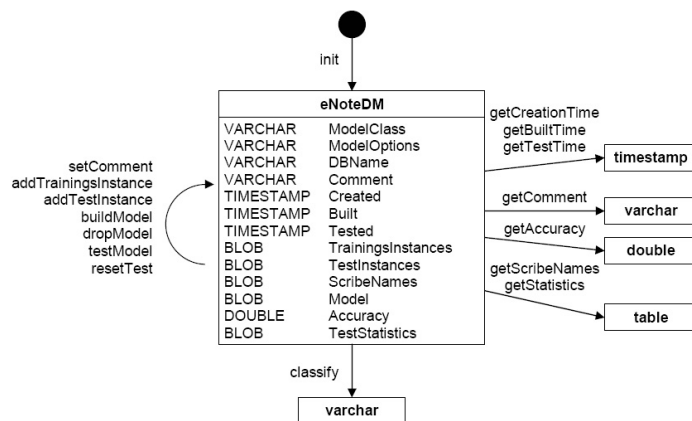 init
eNoteDM
VARCHAR ModelClass
VARCHAR ModelOptions
VARCHAR DBName
VARCHAR Comment
TIMESTAMP Created
TIMESTAMP Built
TIMESTAMP Tested
BLOB TrainingsInstances
BLOB TestInstances
BLOB ScribeNames
BLOB Model
DOUBLE Accuracy
BLOB TestStatistics
setComment
addTrainingsInstance
addTestInstance
buildModel
dropModel
testModel
resetTest
getCreationTime
getBuiltTime
getTestTime
timestamp
getComment
varchar
getAccuracy
double
getScribeNames
getStatistics
table
classify
varchar